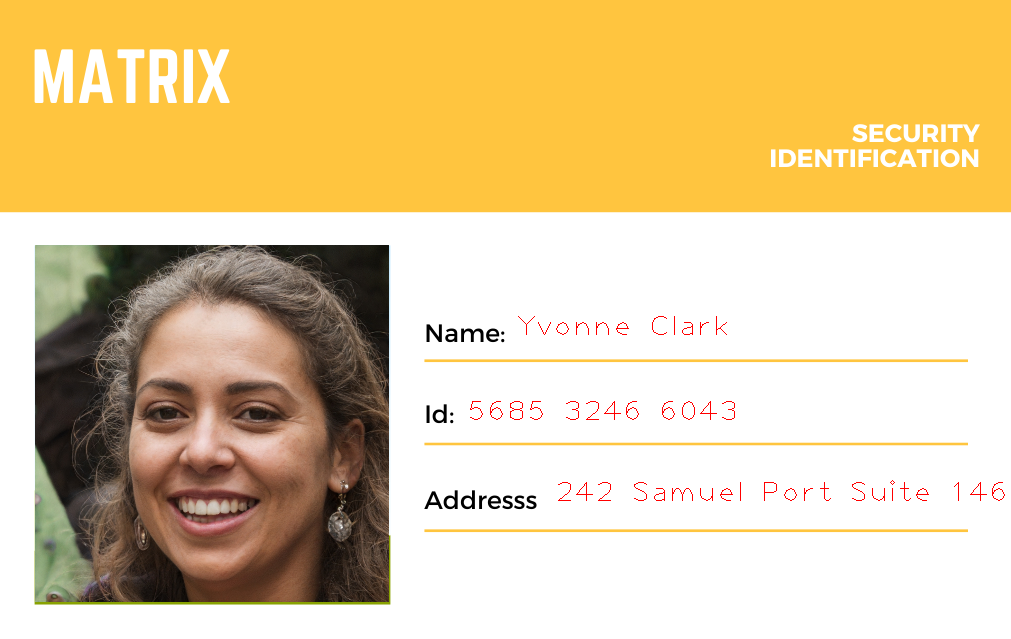 MATRIX
SECURITY
IDENTIFICATION
Name: Yvonne Clark
Id: 5685 3246 6043
Addresss 242 Samuel Port Suite 146